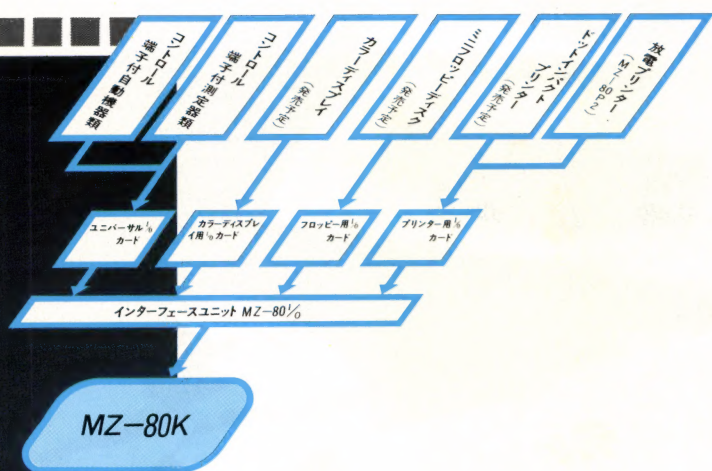 コントロール
端子付自動機器類
コントロール
端子付測定器類
カラーディスプレイ
(発売予定)
ミニフロッピーディスク
(発売予定)
ドットインパクト
プリンター
(発売予定)
放電プリンター
(MZ-80P2)
ユニバーサルI/O
カード
カラーディスプレ
イ用I/Oカード
フロッピー用I/O
カード
プリンター用I/O
カード
インターフェースユニット MZ-80I/O
MZ-80K